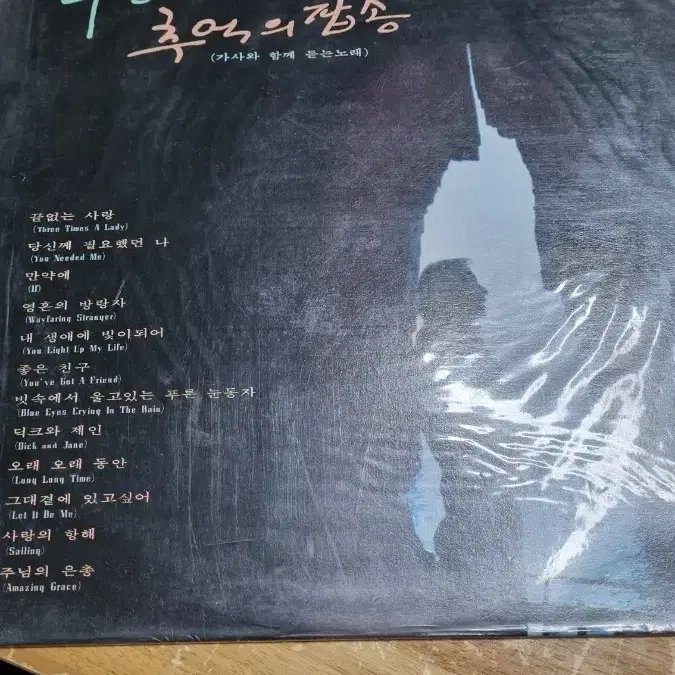 추억의 팝송
(가사와 함께 듣는노래)
끝없는 사랑
(Three Times A Lady)
당신께 필요했던 나
(You Needed Me)
만약에
(If)
영혼의 방랑자
(Wayfaring Stranger)
내 생애에 빛이되어
(You Light Up My Life)
좋은 친구
(You've Got A Friend)
빗속에서 울고있는 푸른 눈동자
(Blue Eyes Crying In The Rain)
딕크와 제인
(Dick and Jane)
오래 오래 동안
(Long Long Time)
그대곁에 있고싶어
(Let It Be Me)
사랑의 항해
(Sailing)
주님의 은총
(Amazing Grace)